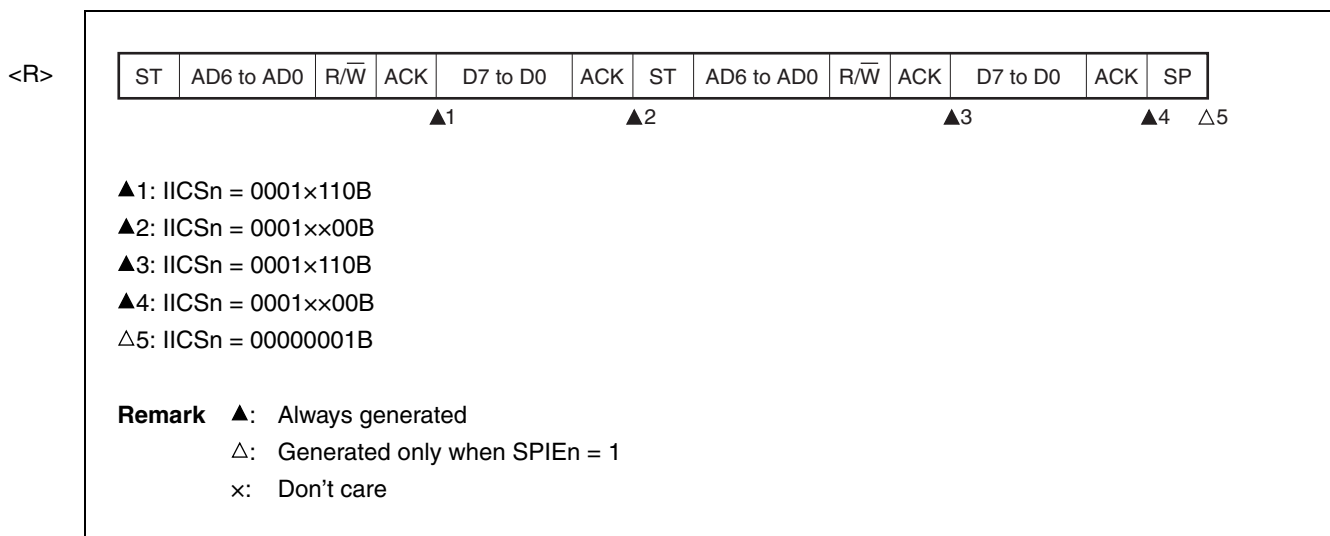 <R>
ST AD6 to AD0 R/W̅ ACK D7 to D0 ACK ST AD6 to AD0 R/W̅ ACK D7 to D0 ACK SP
▲1 ▲2 ▲3 ▲4 △5
▲1: IICSn = 0001×110B
▲2: IICSn = 0001××00B
▲3: IICSn = 0001×110B
▲4: IICSn = 0001××00B
△5: IICSn = 00000001B
Remark ▲: Always generated
△: Generated only when SPIEn = 1
×: Don't care